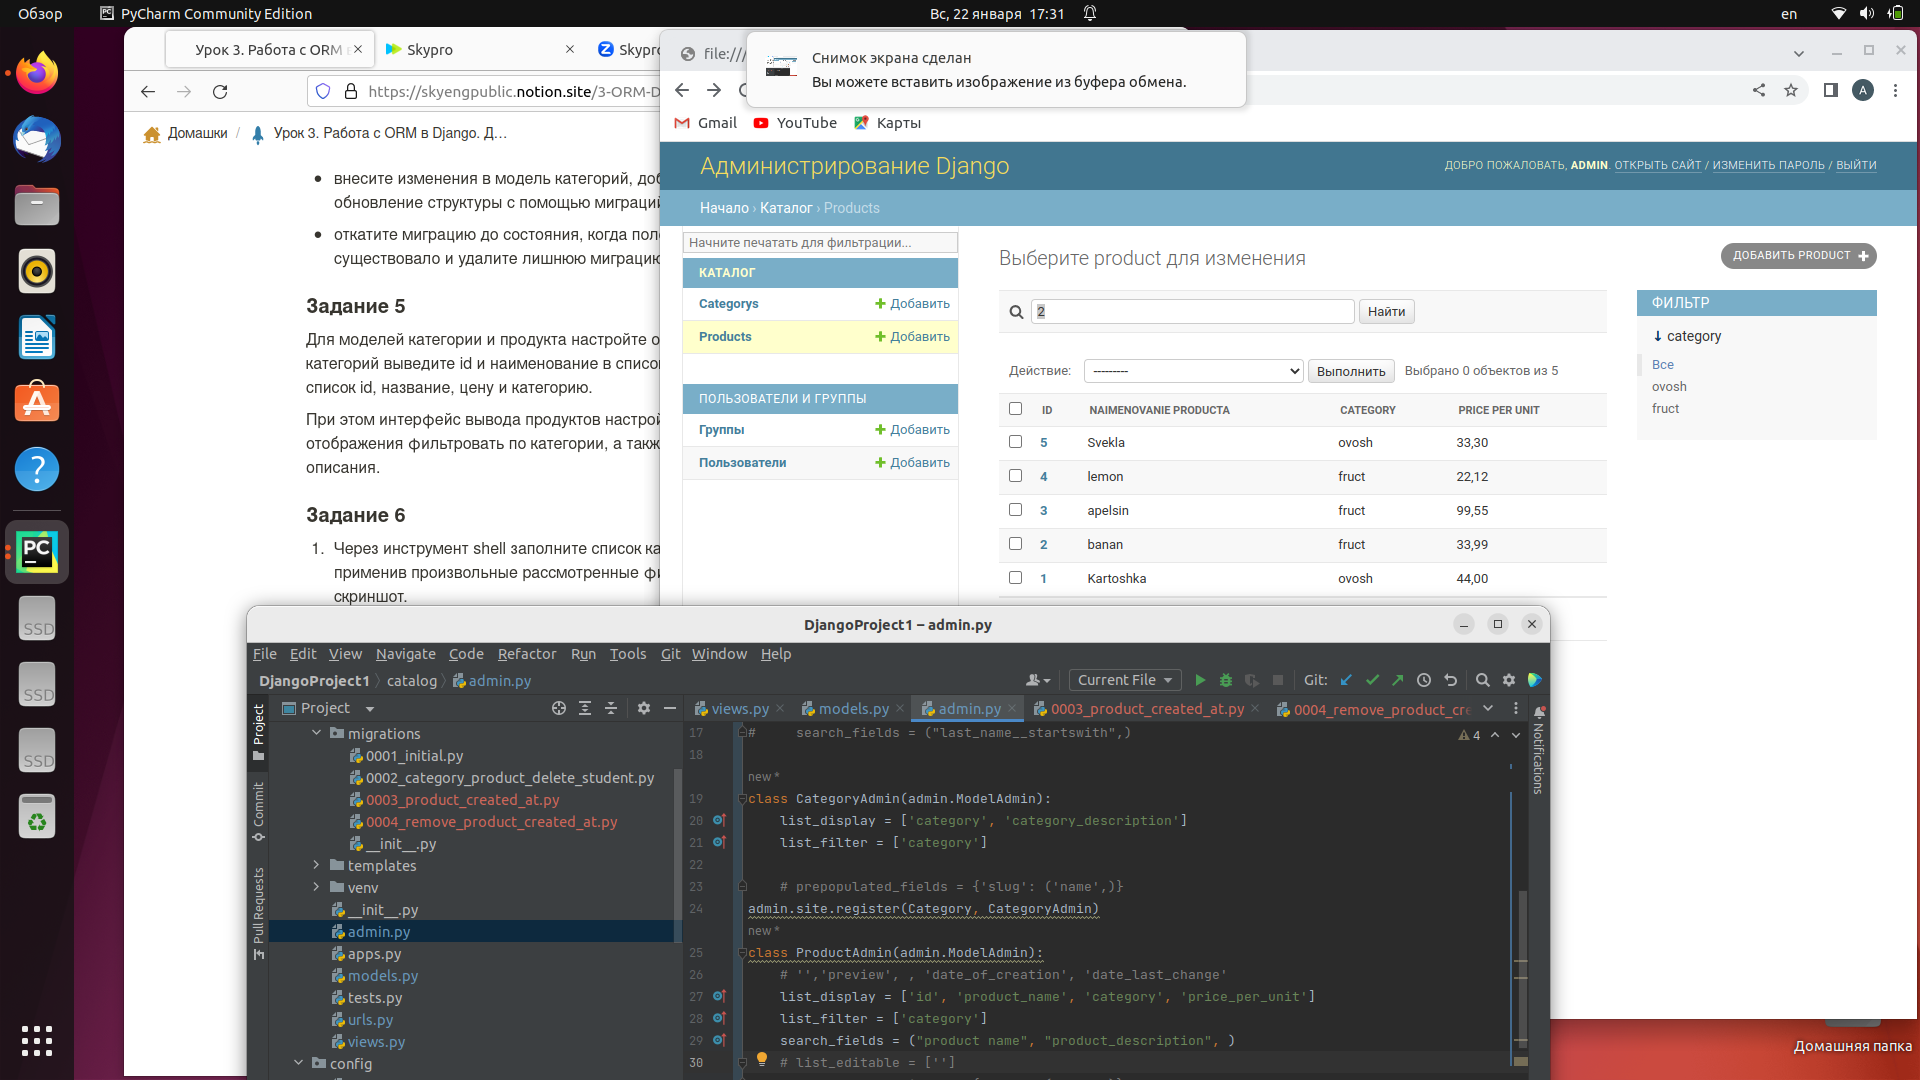 Обзор
PyCharm Community Edition
Вс, 22 января 17:31
en
Урок 3. Работа с ORM
Skypro
file:///
Снимок экрана сделан
Вы можете вставить изображение из буфера обмена.
https://skyengpublic.notion.site/3-ORM-D
A
Gmail
YouTube
Карты
Домашки / Урок 3. Работа с ORM в Django. Д…
внесите изменения в модель категорий, доб
обновление структуры с помощью миграций
откатите миграцию до состояния, когда пол
существовало и удалите лишнюю миграцию
Задание 5
Для моделей категории и продукта настройте о
категорий выведите id и наименование в списо
список id, название, цену и категорию.
При этом интерфейс вывода продуктов настрой
отображения фильтровать по категории, а такж
описания.
Задание 6
1. Через инструмент shell заполните список ка
применив произвольные рассмотренные фи
скриншот.
Администрирование Django
ДОБРО ПОЖАЛОВАТЬ, ADMIN. ОТКРЫТЬ САЙТ / ИЗМЕНИТЬ ПАРОЛЬ / ВЫЙТИ
Начало › Каталог › Products
Начните печатать для фильтрации...
КАТАЛОГ
Categorys + Добавить
Products + Добавить
ПОЛЬЗОВАТЕЛИ И ГРУППЫ
Группы + Добавить
Пользователи + Добавить
Выберите product для изменения
ДОБАВИТЬ PRODUCT +
2 Найти
Действие: --------- Выполнить Выбрано 0 объектов из 5
ID NAIMENOVANIE PRODUCTA CATEGORY PRICE PER UNIT
5 Svekla ovosh 33,30
4 lemon fruct 22,12
3 apelsin fruct 99,55
2 banan fruct 33,99
1 Kartoshka ovosh 44,00
ФИЛЬТР
↓ category
Все
ovosh
fruct
DjangoProject1 – admin.py
File Edit View Navigate Code Refactor Run Tools Git Window Help
DjangoProject1 catalog admin.py
Current File
Git:
Project
Project
Commit
Pull Requests
migrations
0001_initial.py
0002_category_product_delete_student.py
0003_product_created_at.py
0004_remove_product_created_at.py
__init__.py
templates
venv
__init__.py
admin.py
apps.py
models.py
tests.py
urls.py
views.py
config
views.py models.py admin.py 0003_product_created_at.py 0004_remove_product_cre
4
Notifications
17 # search_fields = ("last_name__startswith",)
18
new *
19 class CategoryAdmin(admin.ModelAdmin):
20 list_display = ['category', 'category_description']
21 list_filter = ['category']
22
23 # prepopulated_fields = {'slug': ('name',)}
24 admin.site.register(Category, CategoryAdmin)
new *
25 class ProductAdmin(admin.ModelAdmin):
26 # '','preview', , 'date_of_creation', 'date_last_change'
27 list_display = ['id', 'product_name', 'category', 'price_per_unit']
28 list_filter = ['category']
29 search_fields = ("product_name", "product_description", )
30 # list_editable = ['']
PC
SSD
SSD
SSD
Домашняя папка